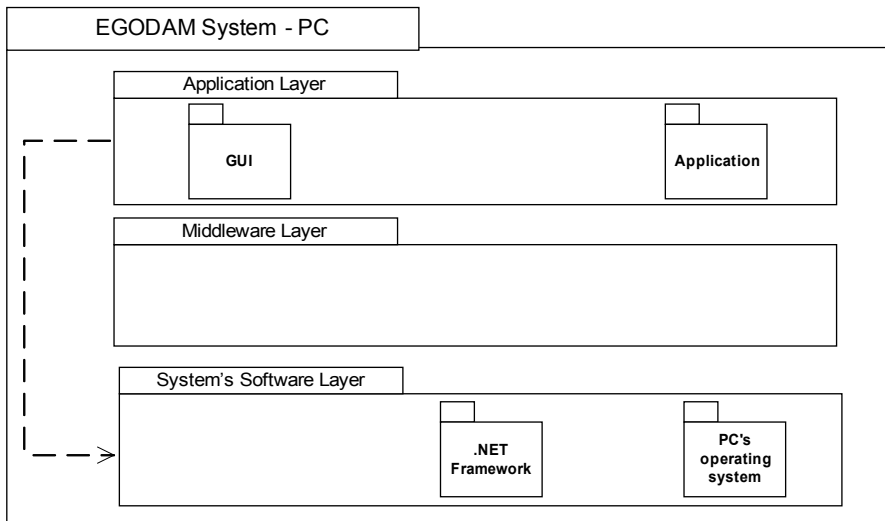 EGODAM System - PC
Application Layer
GUI
Application
Middleware Layer
System's Software Layer
.NET
Framework
PC's
operating
system